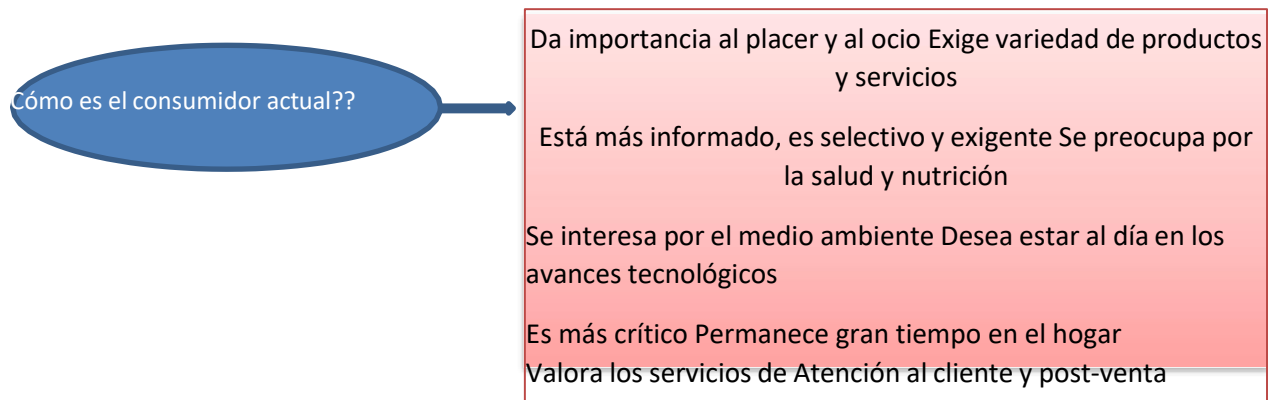 Cómo es el consumidor actual??
Da importancia al placer y al ocio Exige variedad de productos
y servicios
Está más informado, es selectivo y exigente Se preocupa por
la salud y nutrición
Se interesa por el medio ambiente Desea estar al día en los
avances tecnológicos
Es más crítico Permanece gran tiempo en el hogar
Valora los servicios de Atención al cliente y post-venta